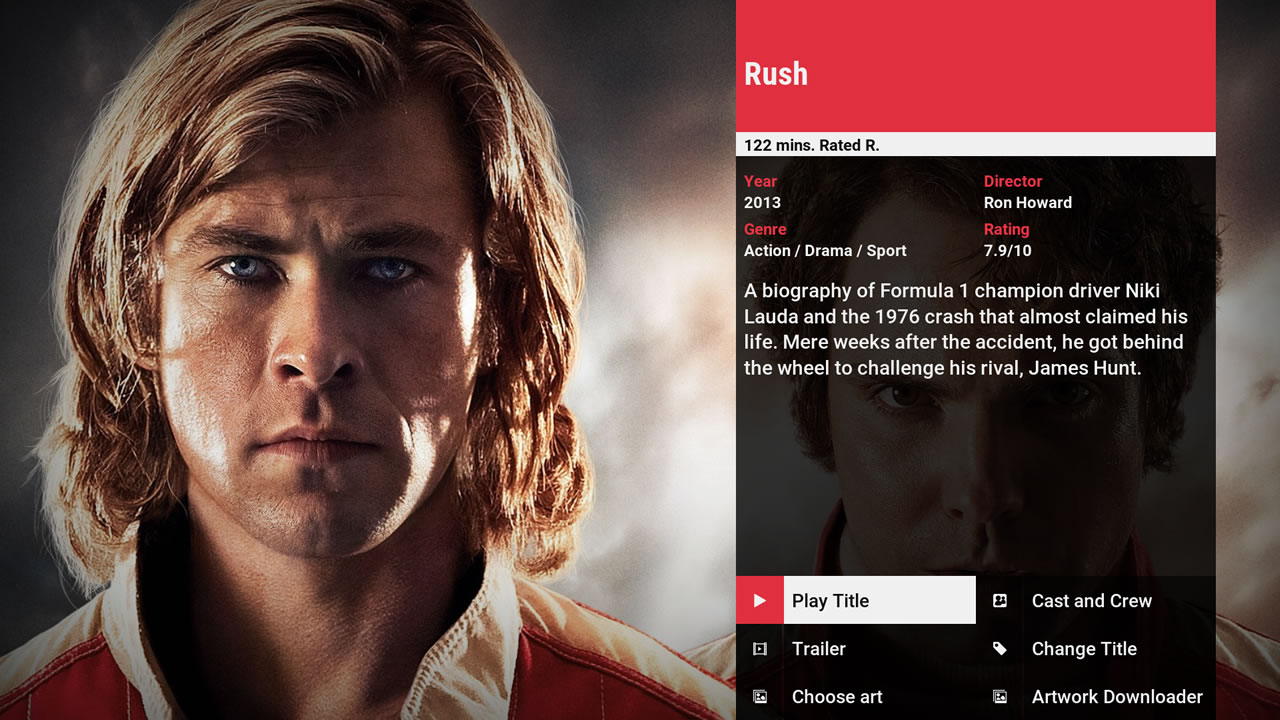 Rush
122 mins. Rated R.
Year
2013
Director
Ron Howard
Genre
Action / Drama / Sport
Rating
7.9/10
A biography of Formula 1 champion driver Niki
Lauda and the 1976 crash that almost claimed his
life. Mere weeks after the accident, he got behind
the wheel to challenge his rival, James Hunt.
Play Title
Cast and Crew
Trailer
Change Title
Choose art
Artwork Downloader